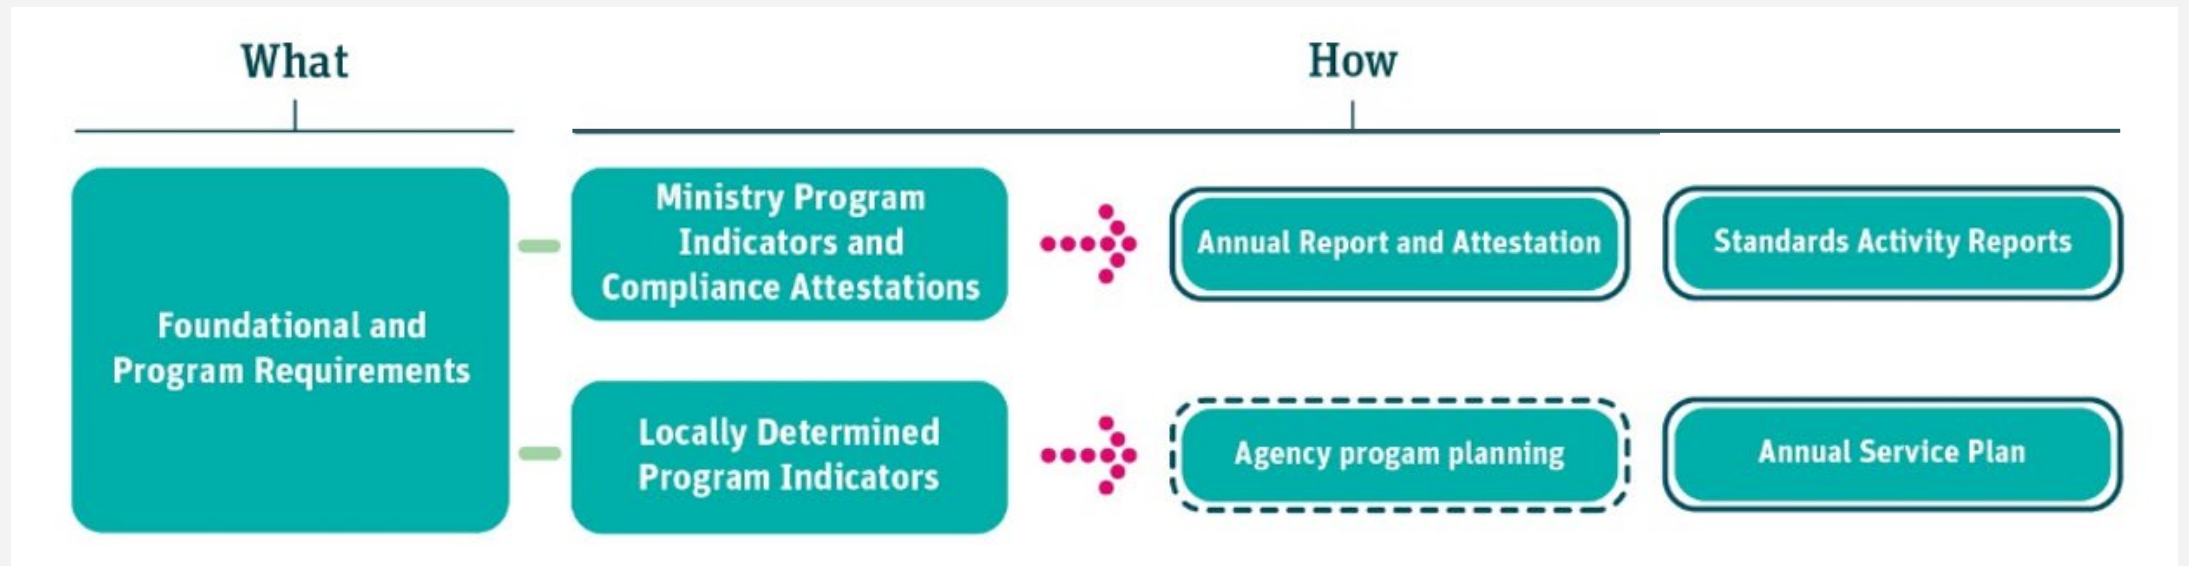 What
How
Foundational and
Program Requirements
Ministry Program
Indicators and
Compliance Attestations
Annual Report and Attestation
Standards Activity Reports
Locally Determined
Program Indicators
Agency progam planning
Annual Service Plan